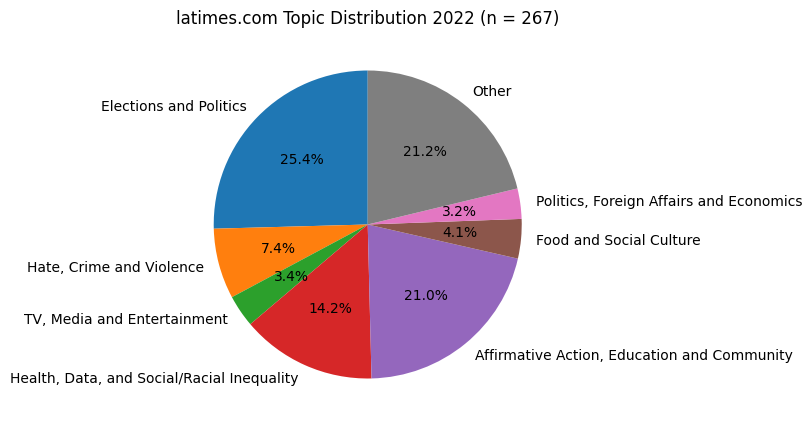 latimes.com Topic Distribution 2022 (n = 267)
Other
Elections and Politics
25.4%
21.2%
Politics, Foreign Affairs and Economics
3.2%
4.1%
Food and Social Culture
7.4%
Hate, Crime and Violence
3.4%
TV, Media and Entertainment
21.0%
14.2%
Affirmative Action, Education and Community
Health, Data, and Social/Racial Inequality